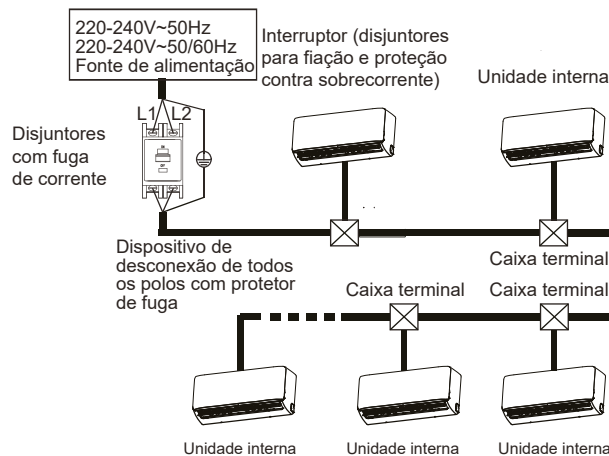 220-240V~50Hz
220-240V~50/60Hz
Fonte de alimentação
Interruptor (disjuntores
para fiação e proteção
contra sobrecorrente)
Unidade interna
L1
L2
Disjuntores
com fuga
de corrente
Dispositivo de
desconexão de todos
os polos com protetor
de fuga
Caixa terminal
Caixa terminal
Caixa terminal
Unidade interna
Unidade interna
Unidade interna